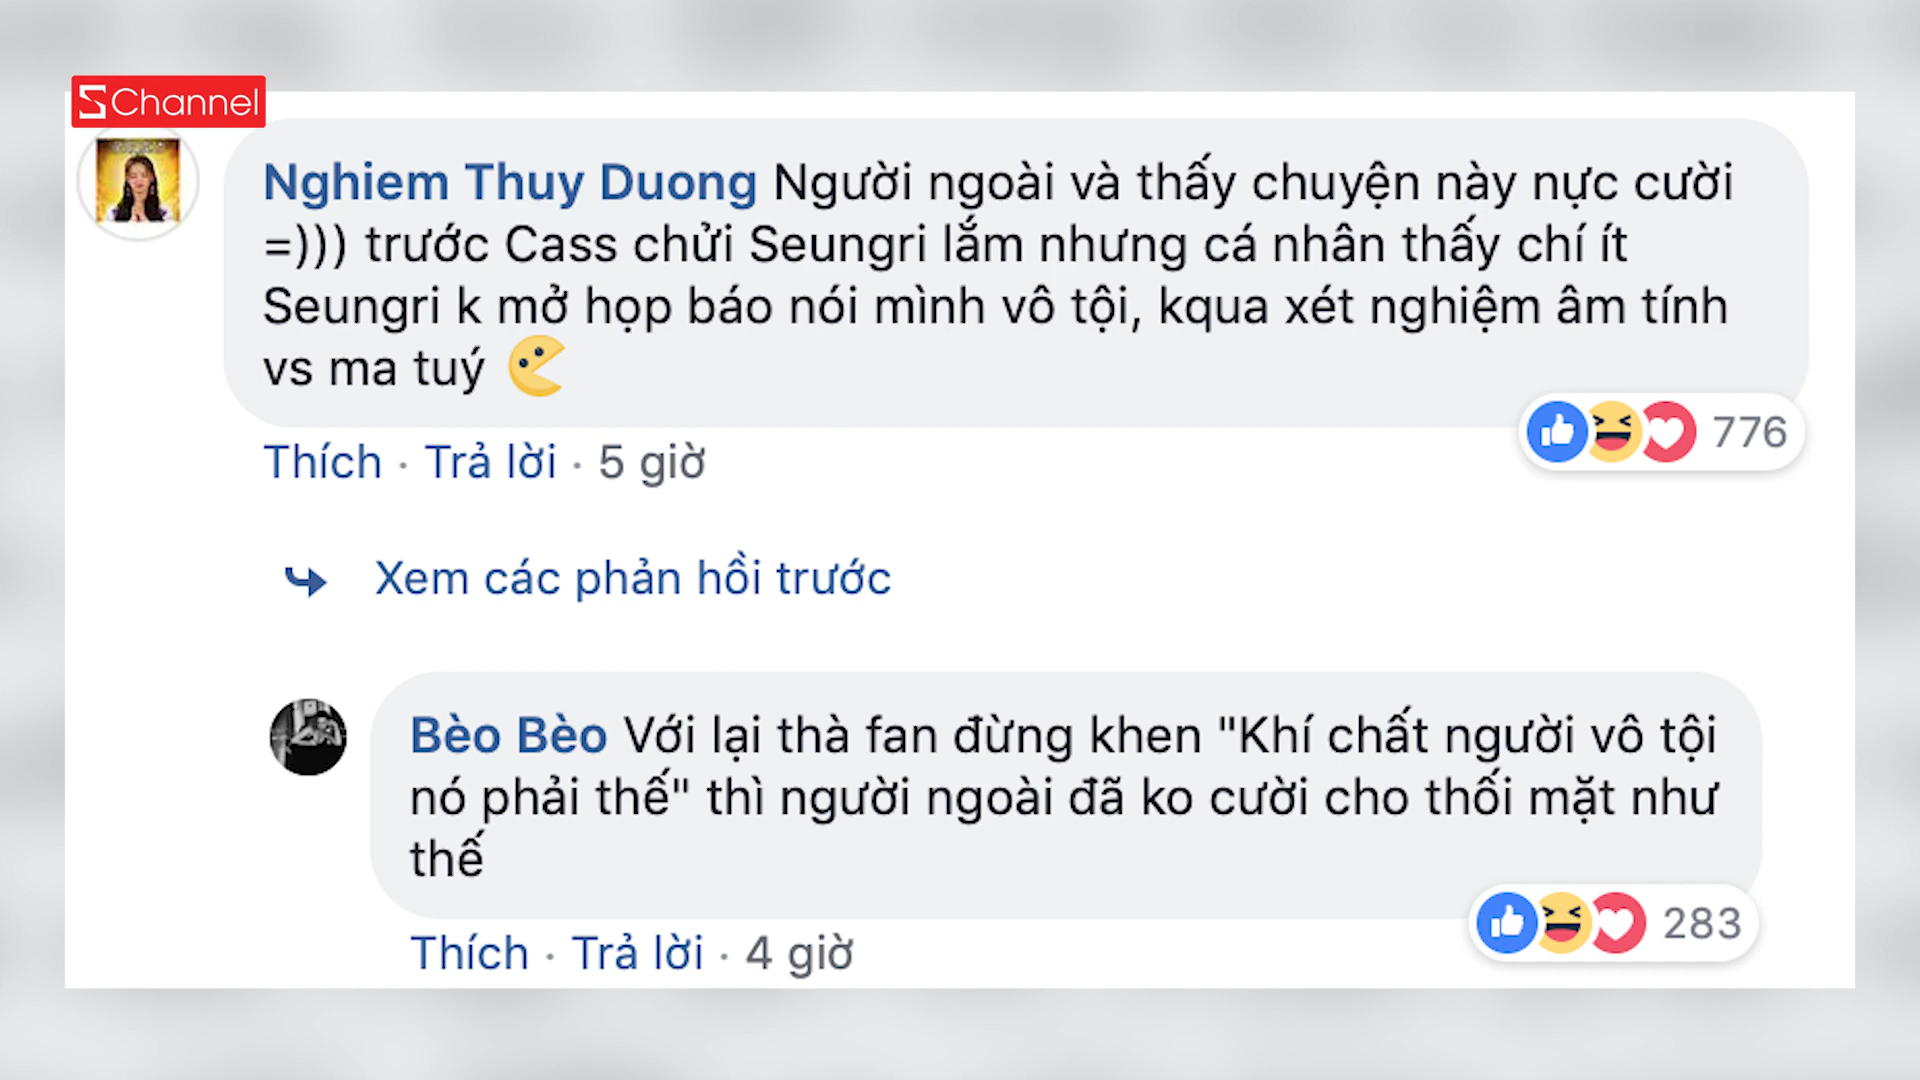 SChannel
Nghiem Thuy Duong Người ngoài và thấy chuyện này nực cười
=))) trước Cass chửi Seungri lắm nhưng cá nhân thấy chí ít
Seungri k mở họp báo nói mình vô tội, kqua xét nghiệm âm tính
vs ma tuý
776
Thích · Trả lời · 5 giờ
Xem các phản hồi trước
Bèo Bèo Với lại thà fan đừng khen "Khí chất người vô tội
nó phải thế" thì người ngoài đã ko cười cho thối mặt như
thế
283
Thích · Trả lời · 4 giờ